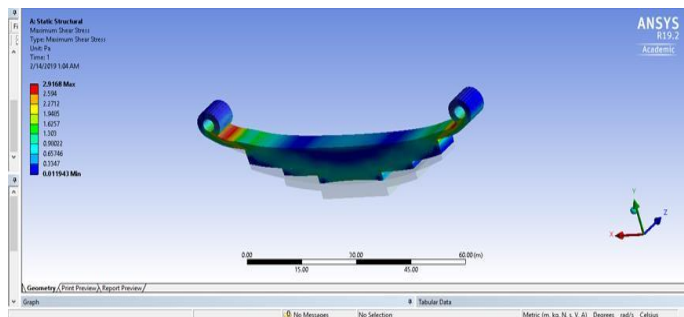 A: Static Structural
Maximum Shear Stress
Type: Maximum Shear Stress
Unit: Pa
Time: 1
2/14/2019 1:04 AM
2.9168 Max
2.594
2.2712
1.9485
1.6257
1.303
0.98022
0.65746
0.3347
0.011943 Min
ANSYS
R19.2
Academic
Y
Z
X
0.00
30.00
60.00 (m)
15.00
45.00
Geometry / Print Preview / Report Preview /
Graph
Tabular Data
No Messages
No Selection
Metric (m, kg, N, s, V, A) Degrees rad/s Celsius